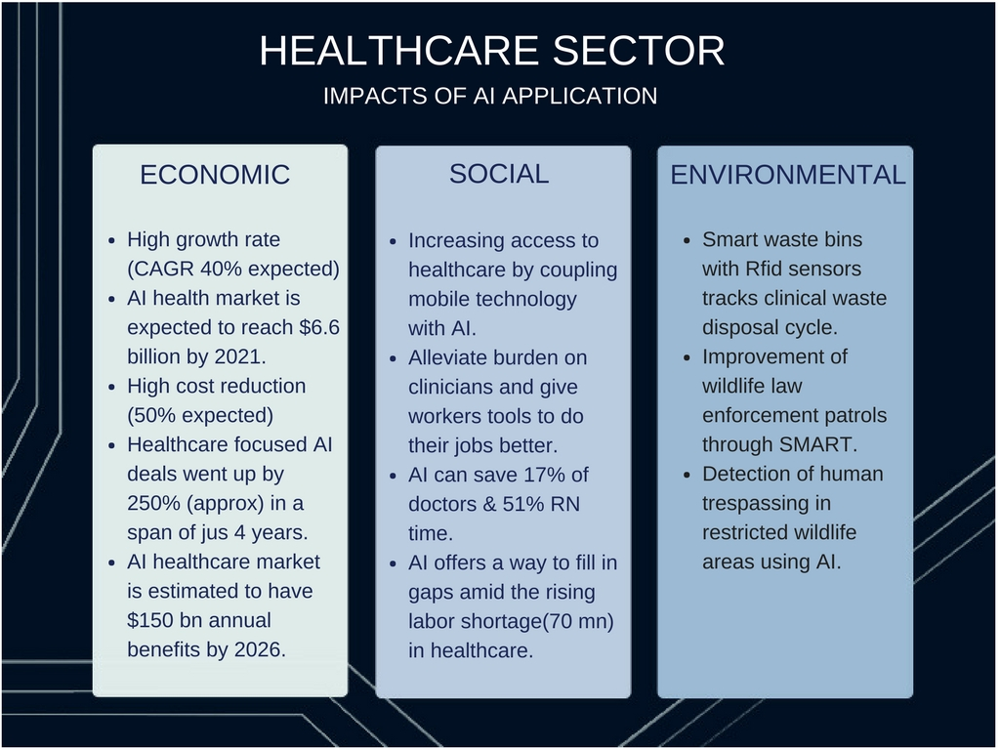 HEALTHCARE SECTOR
IMPACTS OF AI APPLICATION
ECONOMIC
• High growth rate
(CAGR 40% expected)
• AI health market is
expected to reach $6.6
billion by 2021.
• High cost reduction
(50% expected)
• Healthcare focused AI
deals went up by
250% (approx) in a
span of jus 4 years.
• AI healthcare market
is estimated to have
$150 bn annual
benefits by 2026.
SOCIAL
• Increasing access to
healthcare by coupling
mobile technology
with AI.
• Alleviate burden on
clinicians and give
workers tools to do
their jobs better.
• AI can save 17% of
doctors & 51% RN
time.
• AI offers a way to fill in
gaps amid the rising
labor shortage(70 mn)
in healthcare.
ENVIRONMENTAL
• Smart waste bins
with Rfid sensors
tracks clinical waste
disposal cycle.
• Improvement of
wildlife law
enforcement patrols
through SMART.
• Detection of human
trespassing in
restricted wildlife
areas using AI.